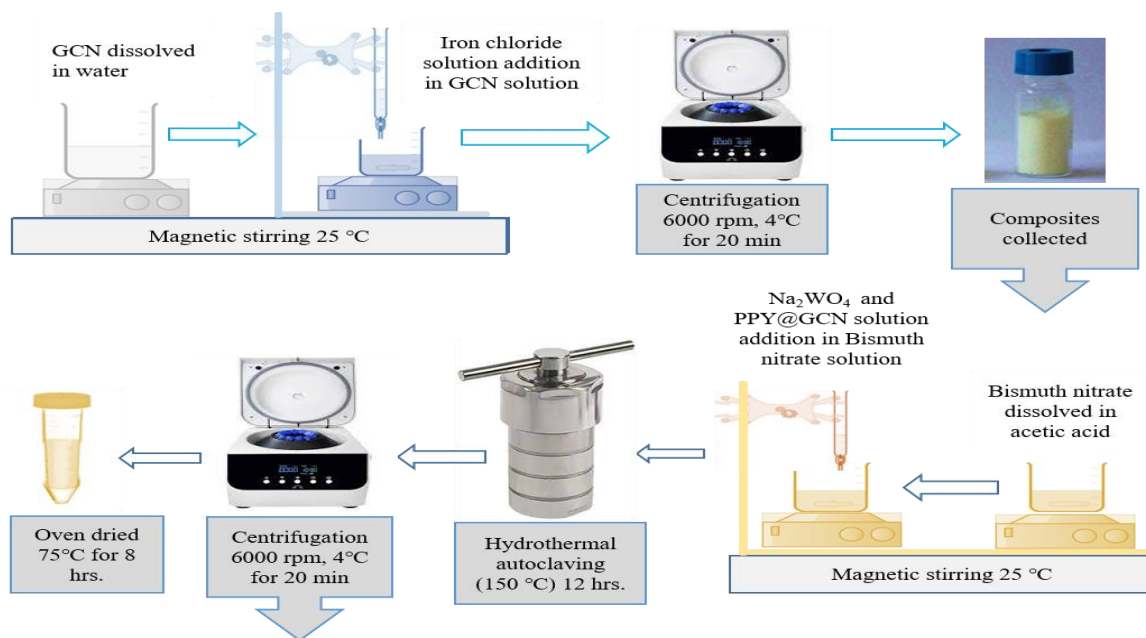 GCN dissolved
in water
Iron chloride
solution addition
in GCN solution
Magnetic stirring 25 °C
Centrifugation
6000 rpm, 4°C
for 20 min
Composites
collected
Na₂WO₄ and
PPY@GCN solution
addition in Bismuth
nitrate solution
Bismuth nitrate
dissolved in
acetic acid
Magnetic stirring 25 °C
Hydrothermal
autoclaving
(150 °C) 12 hrs.
Centrifugation
6000 rpm, 4°C
for 20 min
Oven dried
75°C for 8
hrs.